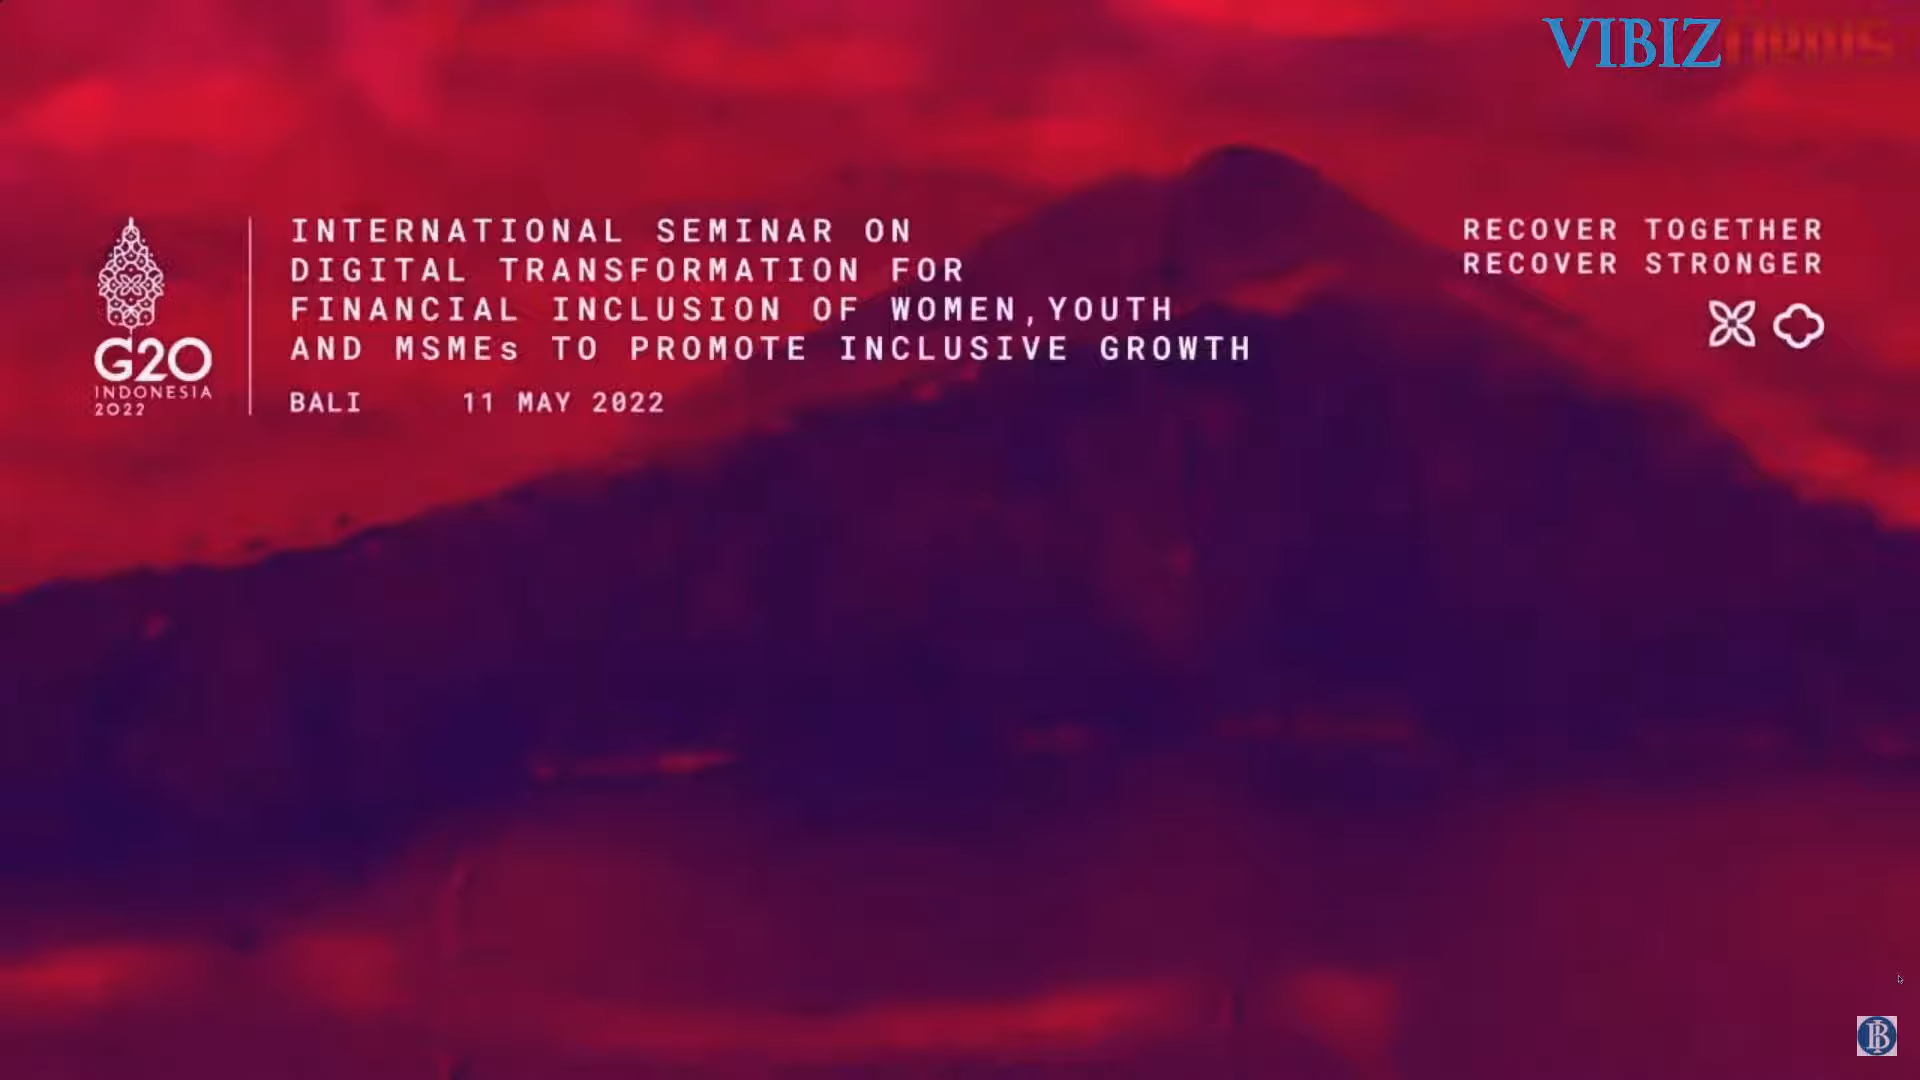 VIBIZnews
INTERNATIONAL SEMINAR ON
DIGITAL TRANSFORMATION FOR
FINANCIAL INCLUSION OF WOMEN,YOUTH
AND MSMEs TO PROMOTE INCLUSIVE GROWTH
BALI 11 MAY 2022
G20
INDONESIA
2022
RECOVER TOGETHER
RECOVER STRONGER